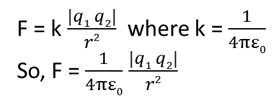 F = k |q₁ q₂| / r² where k = 1 / 4πε₀
So, F = 1 / 4πε₀ |q₁ q₂| / r²